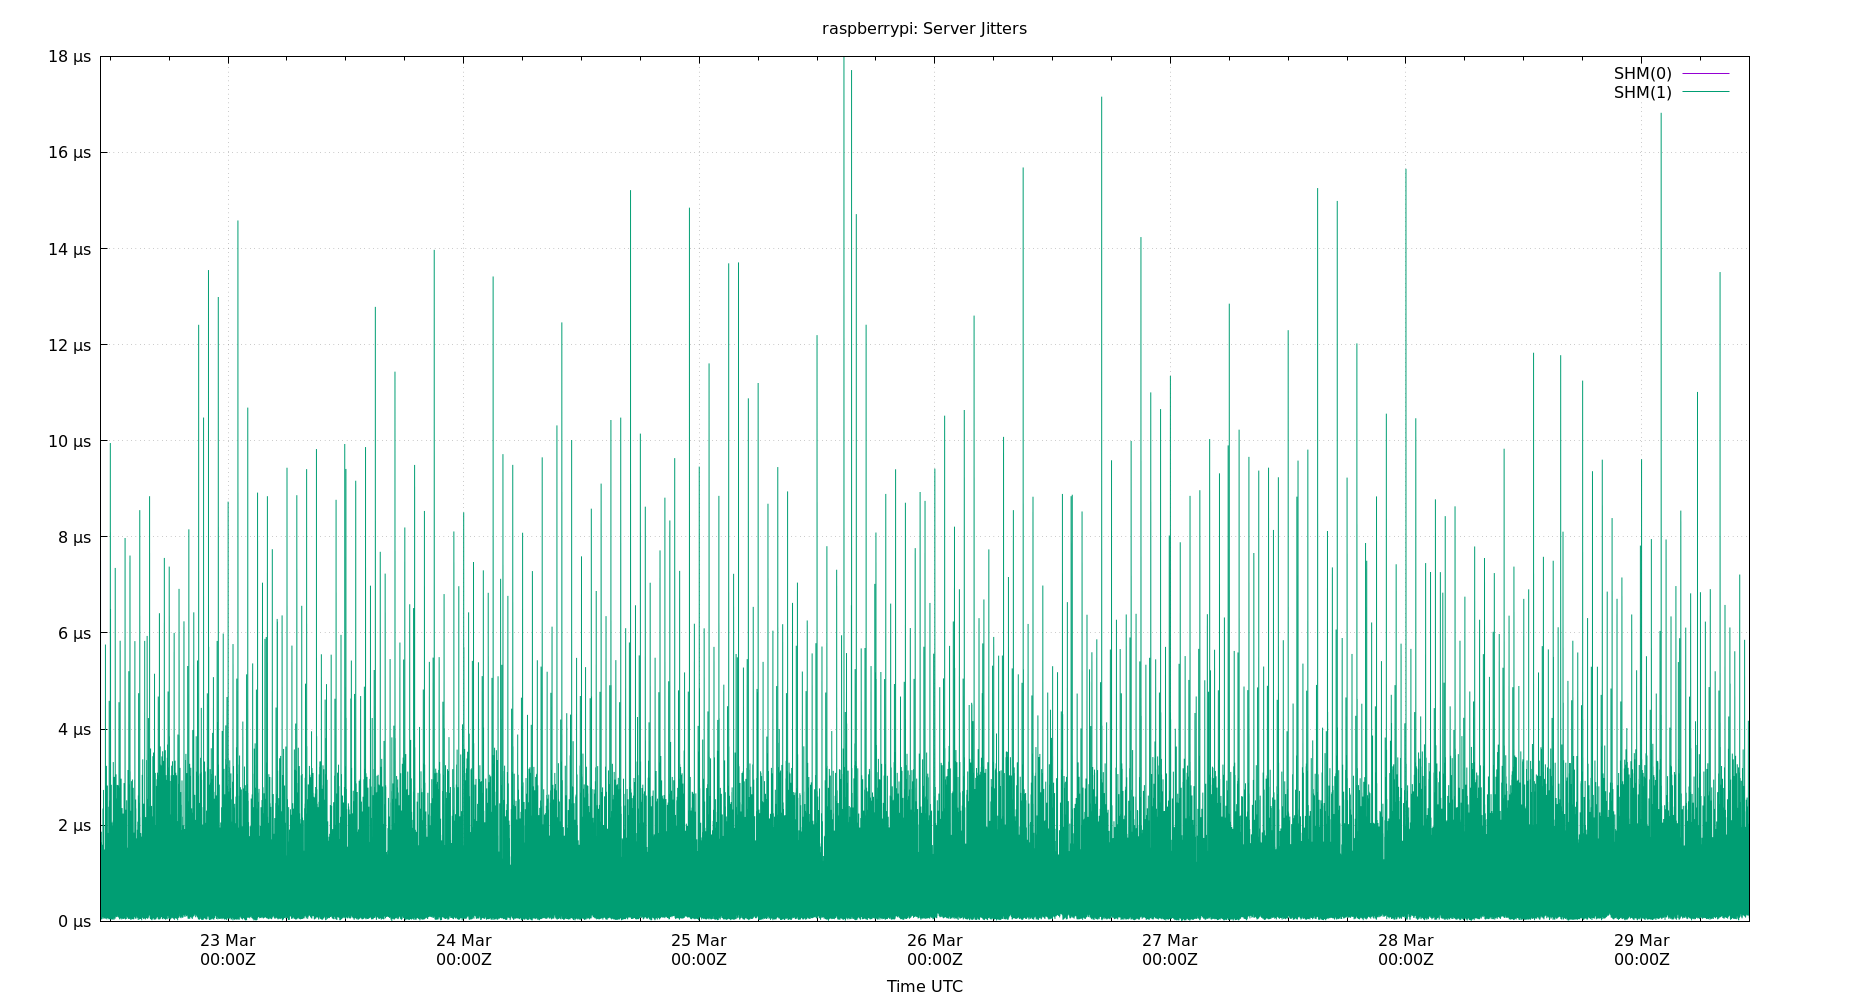 raspberrypi: Server Jitters
18 µs
16 µs
14 µs
12 µs
10 µs
8 µs
6 µs
4 µs
2 µs
0 µs
SHM(0)
SHM(1)
23 Mar
00:00Z
24 Mar
00:00Z
25 Mar
00:00Z
26 Mar
00:00Z
27 Mar
00:00Z
28 Mar
00:00Z
29 Mar
00:00Z
Time UTC